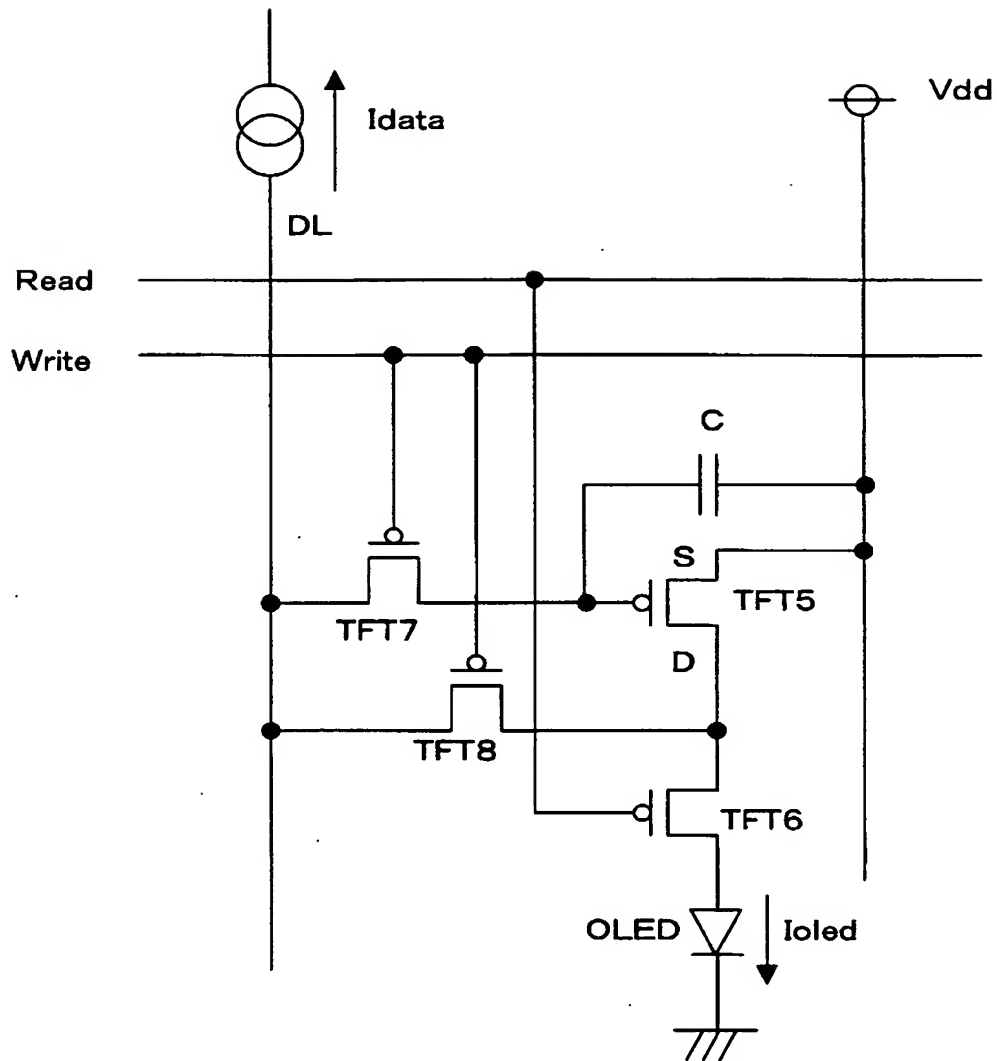 Vdd
Idata
DL
Read
Write
C
S
TFT5
TFT7
D
TFT8
TFT6
OLED
Ioled